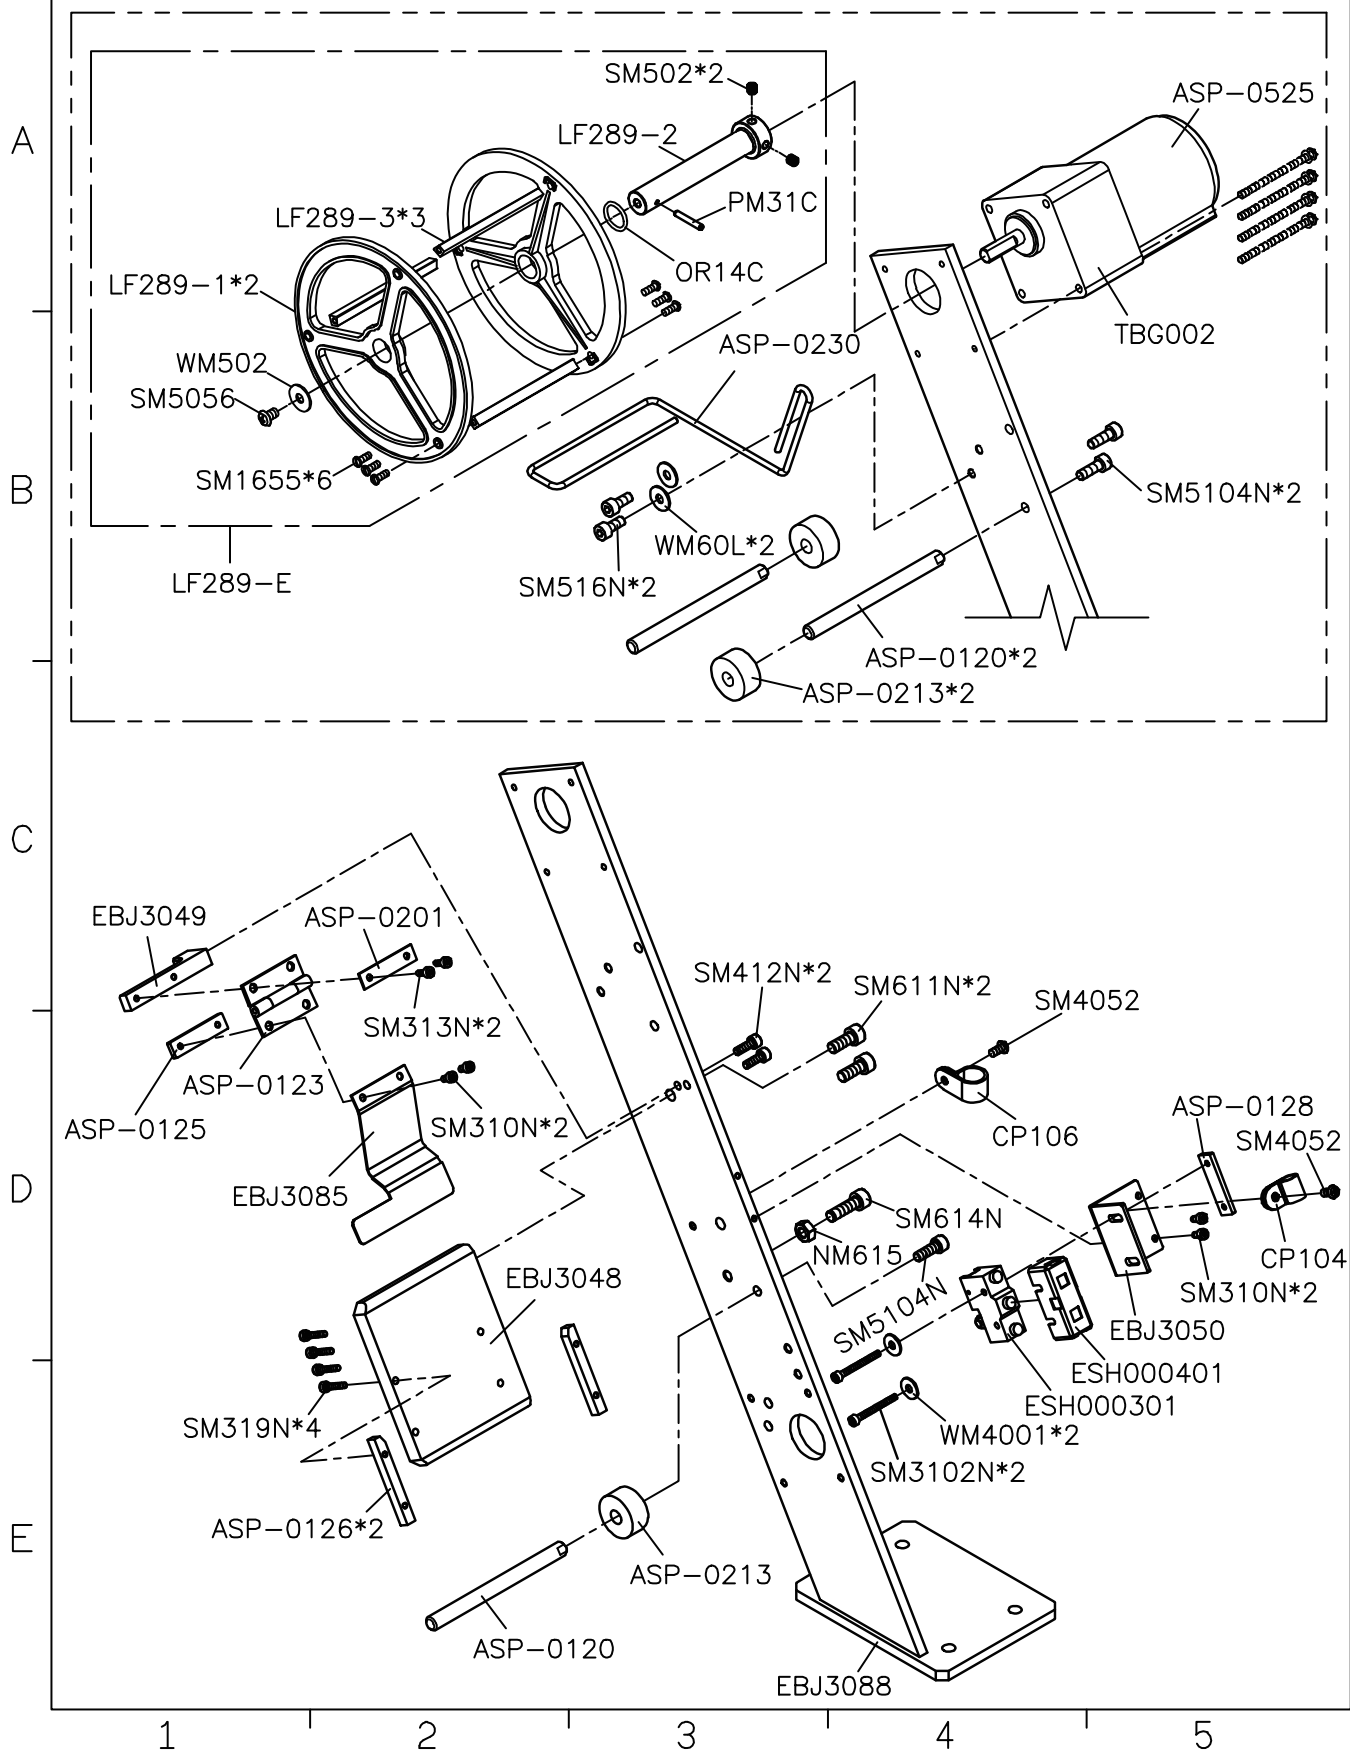 SM502*2
ASP-0525
A
LF289-2
PM31C
LF289-3*3
OR14C
LF289-1*2
TBG002
ASP-0230
WM502
SM5056
SM1655*6
B
SM5104N*2
WM60L*2
SM516N*2
LF289-E
ASP-0120*2
ASP-0213*2
C
EBJ3049
ASP-0201
SM412N*2
SM611N*2
SM4052
SM313N*2
ASP-0123
ASP-0125
SM310N*2
CP106
ASP-0128
SM4052
D
EBJ3085
SM614N
NM615
CP104
EBJ3048
SM5104N
SM310N*2
EBJ3050
ESH000401
ESH000301
SM319N*4
WM4001*2
SM3102N*2
ASP-0126*2
E
ASP-0213
ASP-0120
EBJ3088
1 2 3 4 5